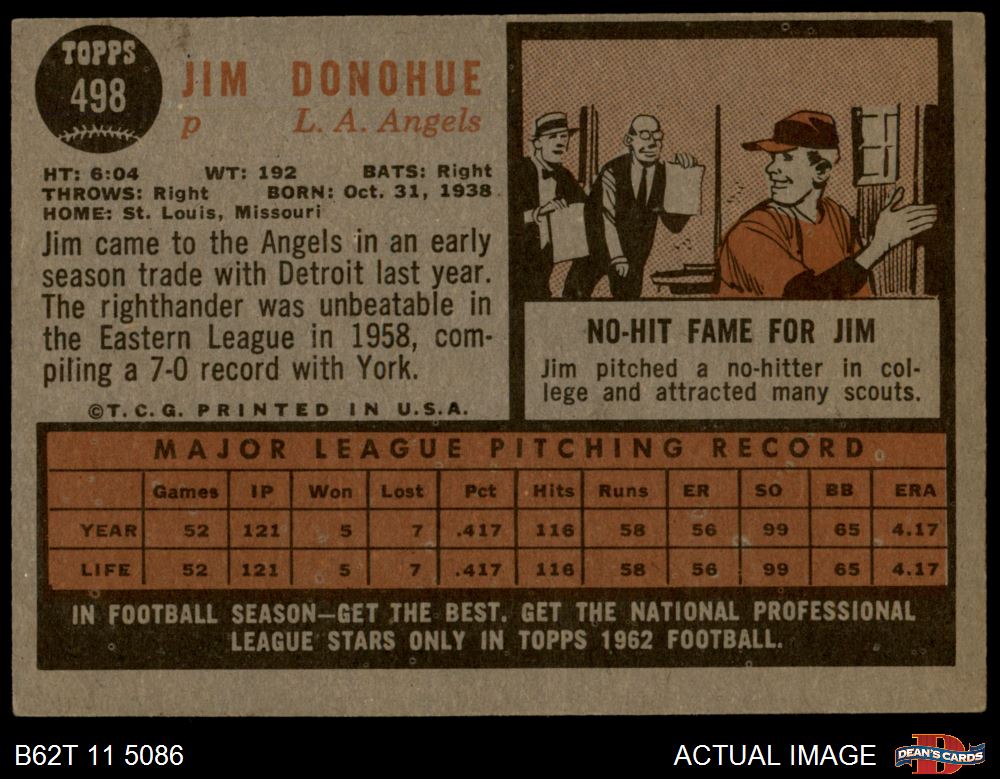 TOPPS
498
JIM DONOHUE
p L. A. Angels
HT: 6:04 WT: 192 BATS: Right
THROWS: Right BORN: Oct. 31, 1938
HOME: St. Louis, Missouri
Jim came to the Angels in an early
season trade with Detroit last year.
The righthander was unbeatable in
the Eastern League in 1958, com-
piling a 7-0 record with York.
©T.C.G. PRINTED IN U.S.A.
NO-HIT FAME FOR JIM
Jim pitched a no-hitter in col-
lege and attracted many scouts.
MAJOR LEAGUE PITCHING RECORD
Games IP Won Lost Pct Hits Runs ER SO BB ERA
YEAR 52 121 5 7 .417 116 58 56 99 65 4.17
LIFE 52 121 5 7 .417 116 58 56 99 65 4.17
IN FOOTBALL SEASON—GET THE BEST. GET THE NATIONAL PROFESSIONAL
LEAGUE STARS ONLY IN TOPPS 1962 FOOTBALL.
B62T 11 5086 ACTUAL IMAGE DEAN'S CARDS